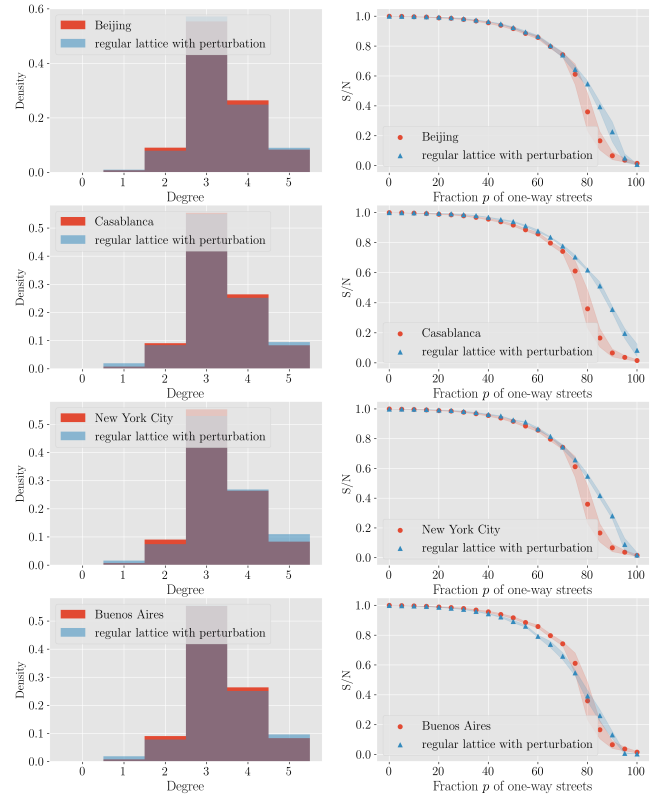 0.6
0.4
0.2
0.0
Density
Beijing
regular lattice with perturbation
0 1 2 3 4 5
Degree
1.0
0.8
0.6
0.4
0.2
0.0
S/N
Beijing
regular lattice with perturbation
0 20 40 60 80 100
Fraction p of one-way streets
0.5
0.4
0.3
0.2
0.1
0.0
Density
Casablanca
regular lattice with perturbation
0 1 2 3 4 5
Degree
1.0
0.8
0.6
0.4
0.2
0.0
S/N
Casablanca
regular lattice with perturbation
0 20 40 60 80 100
Fraction p of one-way streets
0.5
0.4
0.3
0.2
0.1
0.0
Density
New York City
regular lattice with perturbation
0 1 2 3 4 5
Degree
1.0
0.8
0.6
0.4
0.2
0.0
S/N
New York City
regular lattice with perturbation
0 20 40 60 80 100
Fraction p of one-way streets
0.5
0.4
0.3
0.2
0.1
0.0
Density
Buenos Aires
regular lattice with perturbation
0 1 2 3 4 5
Degree
1.0
0.8
0.6
0.4
0.2
0.0
S/N
Buenos Aires
regular lattice with perturbation
0 20 40 60 80 100
Fraction p of one-way streets